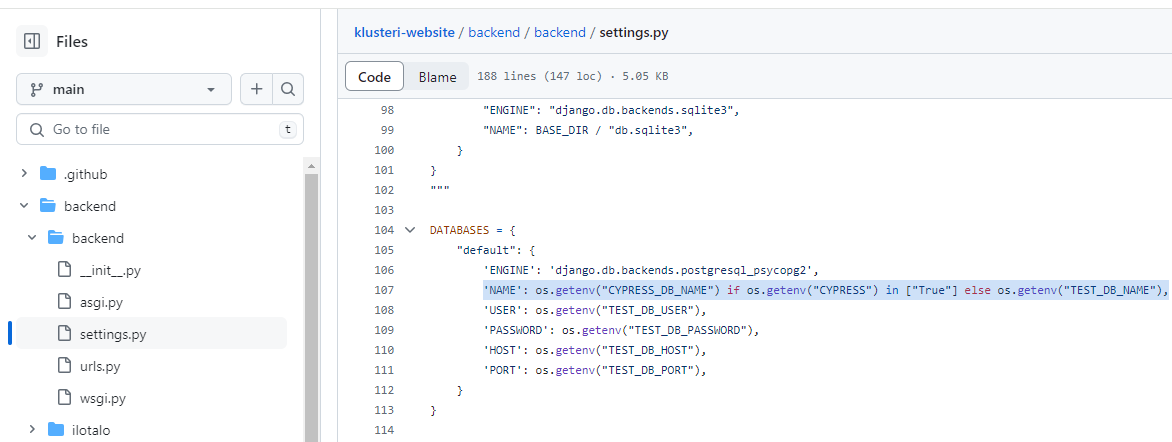 Files
main
Go to file
t
.github
backend
backend
__init__.py
asgi.py
settings.py
urls.py
wsgi.py
ilotalo
klusteri-website / backend / backend / settings.py
Code Blame 188 lines (147 loc) · 5.05 KB
98 "ENGINE": "django.db.backends.sqlite3",
99 "NAME": BASE_DIR / "db.sqlite3",
100 }
101 }
102 """
103
104 DATABASES = {
105 "default": {
106 'ENGINE': 'django.db.backends.postgresql_psycopg2',
107 'NAME': os.getenv("CYPRESS_DB_NAME") if os.getenv("CYPRESS") in ["True"] else os.getenv("TEST_DB_NAME"),
108 'USER': os.getenv("TEST_DB_USER"),
109 'PASSWORD': os.getenv("TEST_DB_PASSWORD"),
110 'HOST': os.getenv("TEST_DB_HOST"),
111 'PORT': os.getenv("TEST_DB_PORT"),
112 }
113 }
114